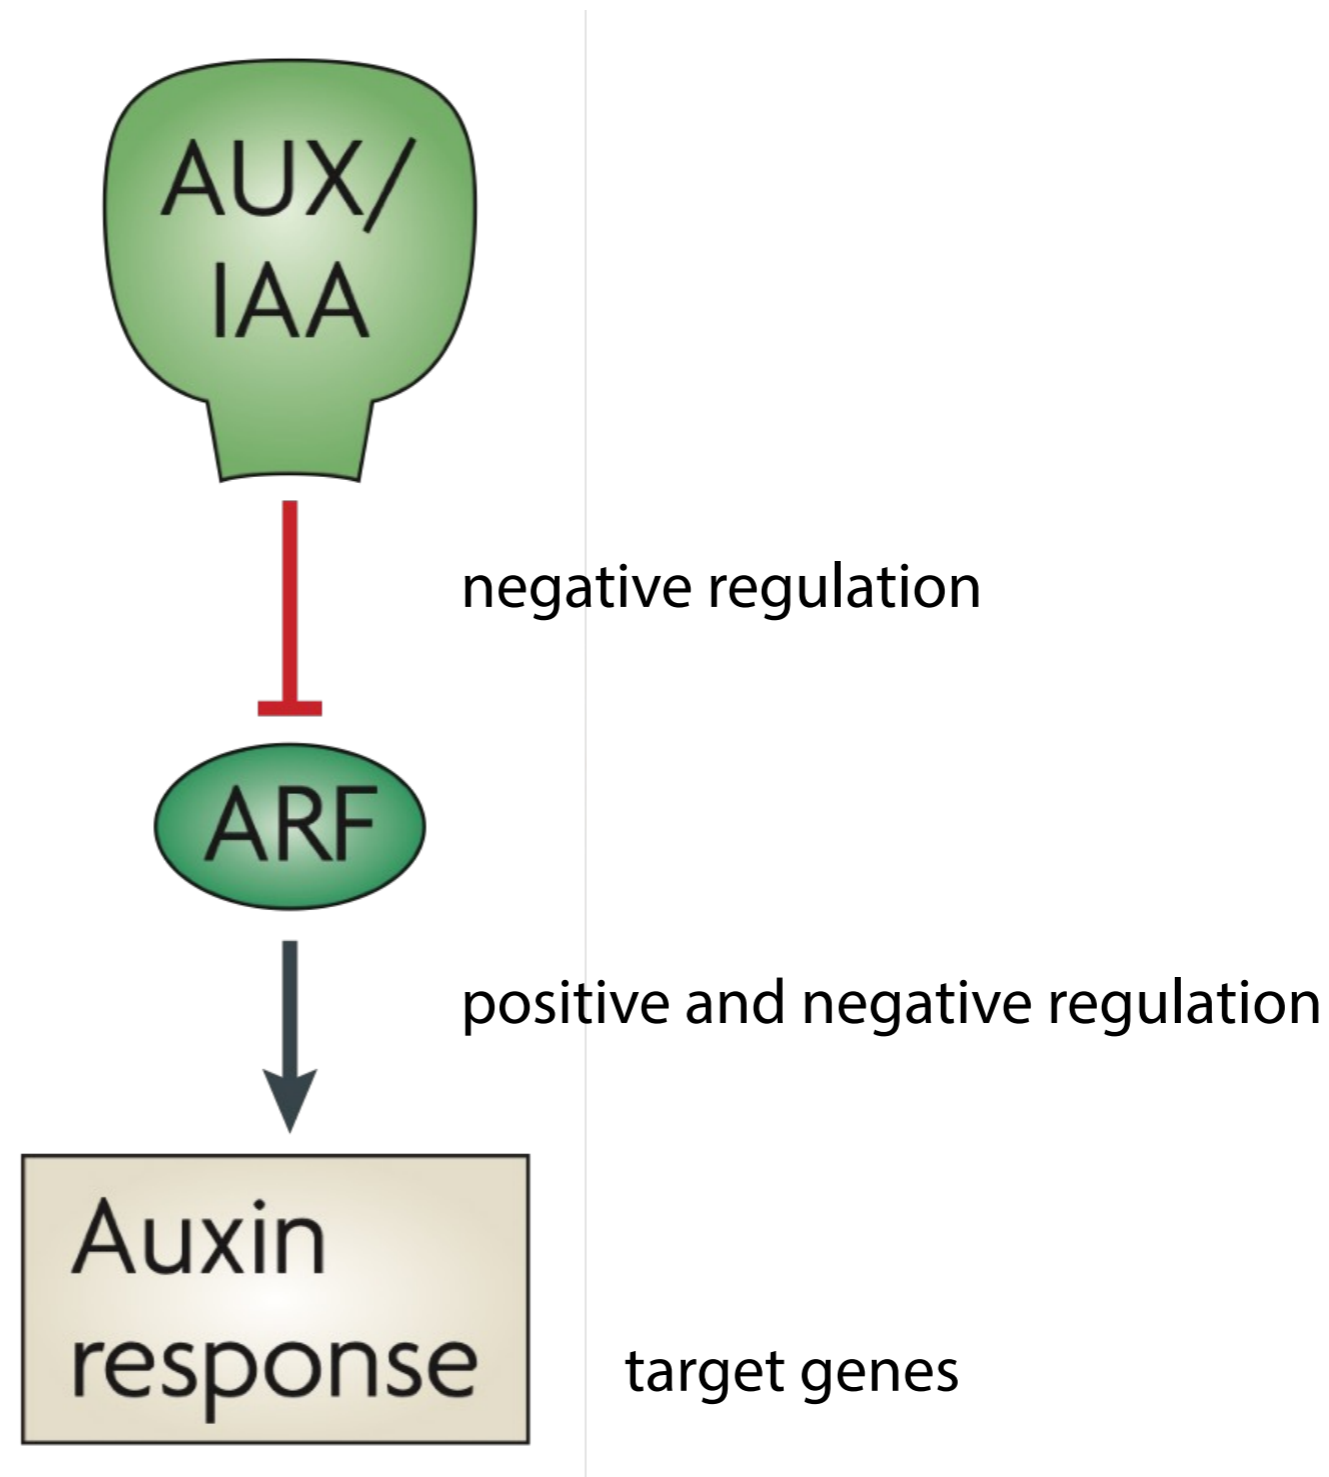 AUX/
IAA
negative regulation
ARF
positive and negative regulation
Auxin
response
target genes